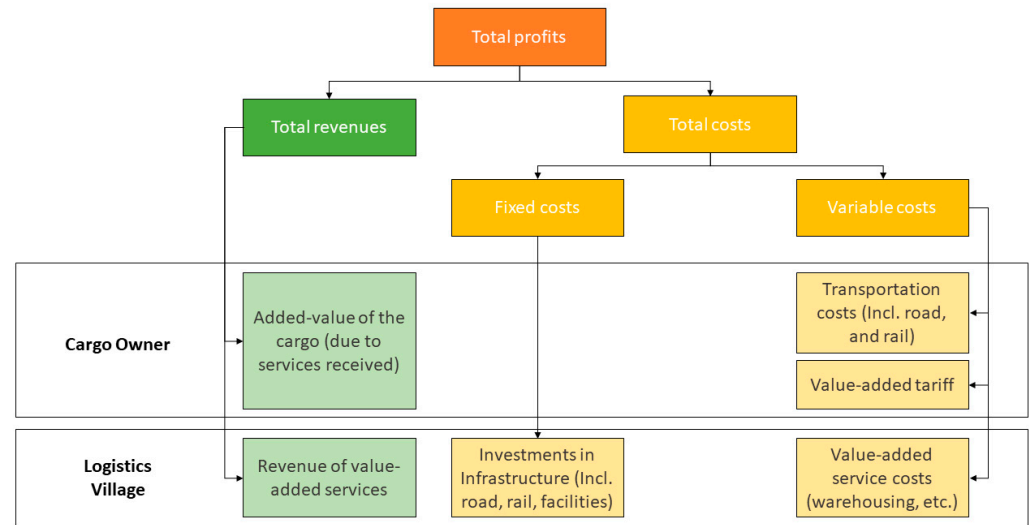 Total profits
Total revenues
Total costs
Fixed costs
Variable costs
Cargo Owner
Added-value of the
cargo (due to
services received)
Transportation
costs (Incl. road,
and rail)
Value-added tariff
Logistics
Village
Revenue of value-
added services
Investments in
Infrastructure (Incl.
road, rail, facilities)
Value-added
service costs
(warehousing, etc.)